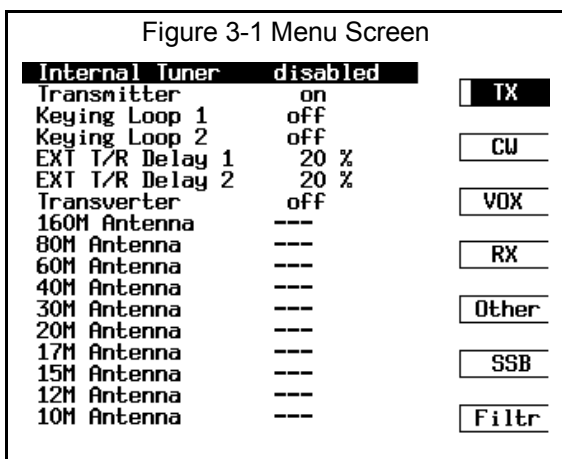 Figure 3-1 Menu Screen
Internal Tuner disabled
Transmitter on
Keying Loop 1 off
Keying Loop 2 off
EXT T/R Delay 1 20 %
EXT T/R Delay 2 20 %
Transverter off
160M Antenna ---
80M Antenna ---
60M Antenna ---
40M Antenna ---
30M Antenna ---
20M Antenna ---
17M Antenna ---
15M Antenna ---
12M Antenna ---
10M Antenna ---
TX
CW
VOX
RX
Other
SSB
Filtr